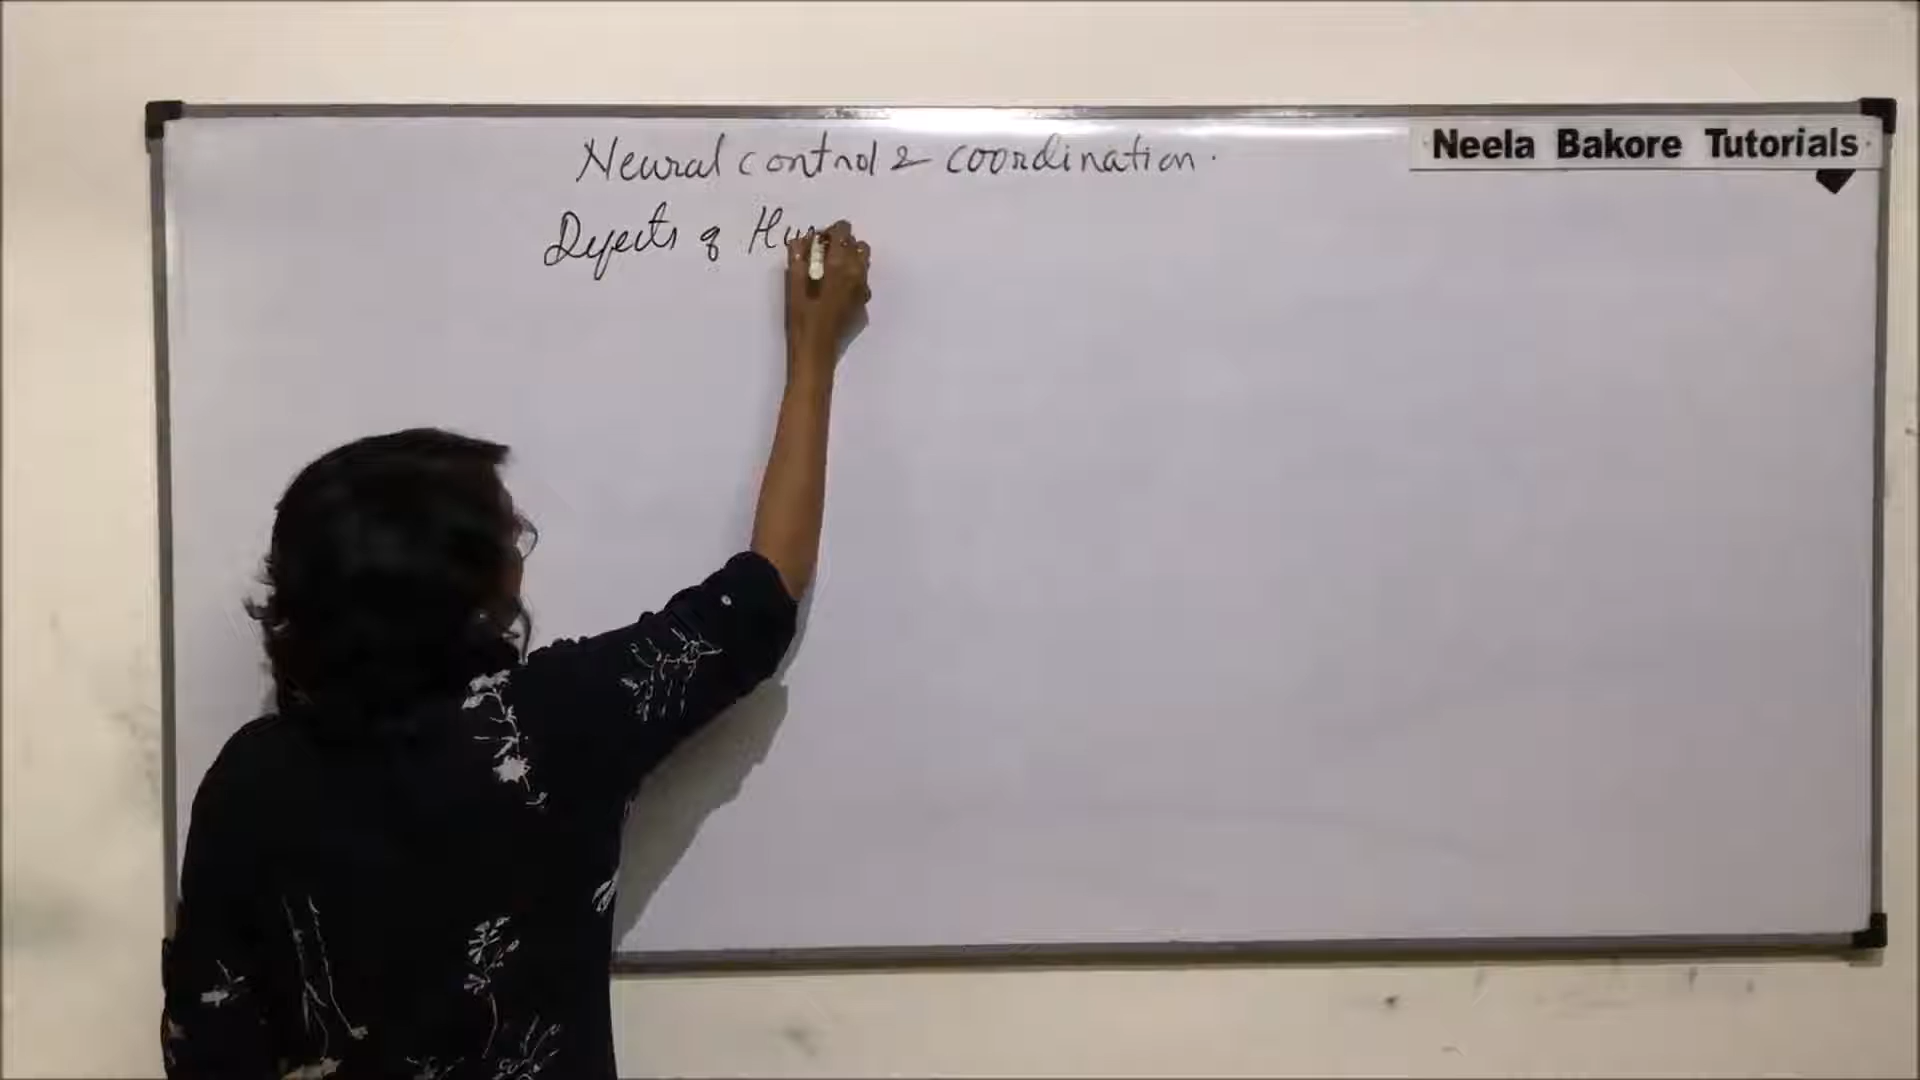 Neural control & coordination.
Neela Bakore Tutorials
Defects of